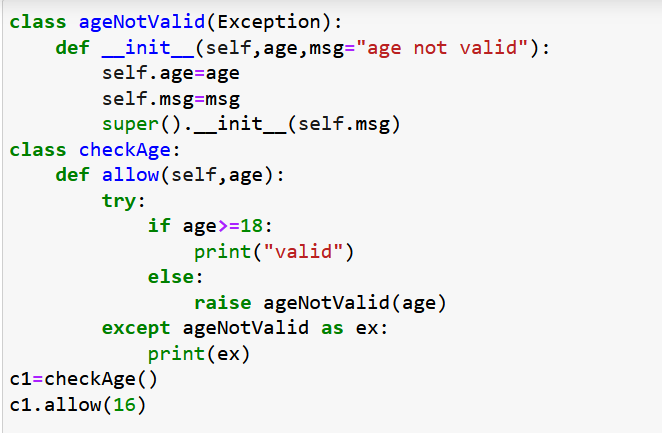 class ageNotValid(Exception):
    def __init__(self,age,msg="age not valid"):
        self.age=age
        self.msg=msg
        super().__init__(self.msg)
class checkAge:
    def allow(self,age):
        try:
            if age>=18:
                print("valid")
            else:
                raise ageNotValid(age)
        except ageNotValid as ex:
            print(ex)
c1=checkAge()
c1.allow(16)